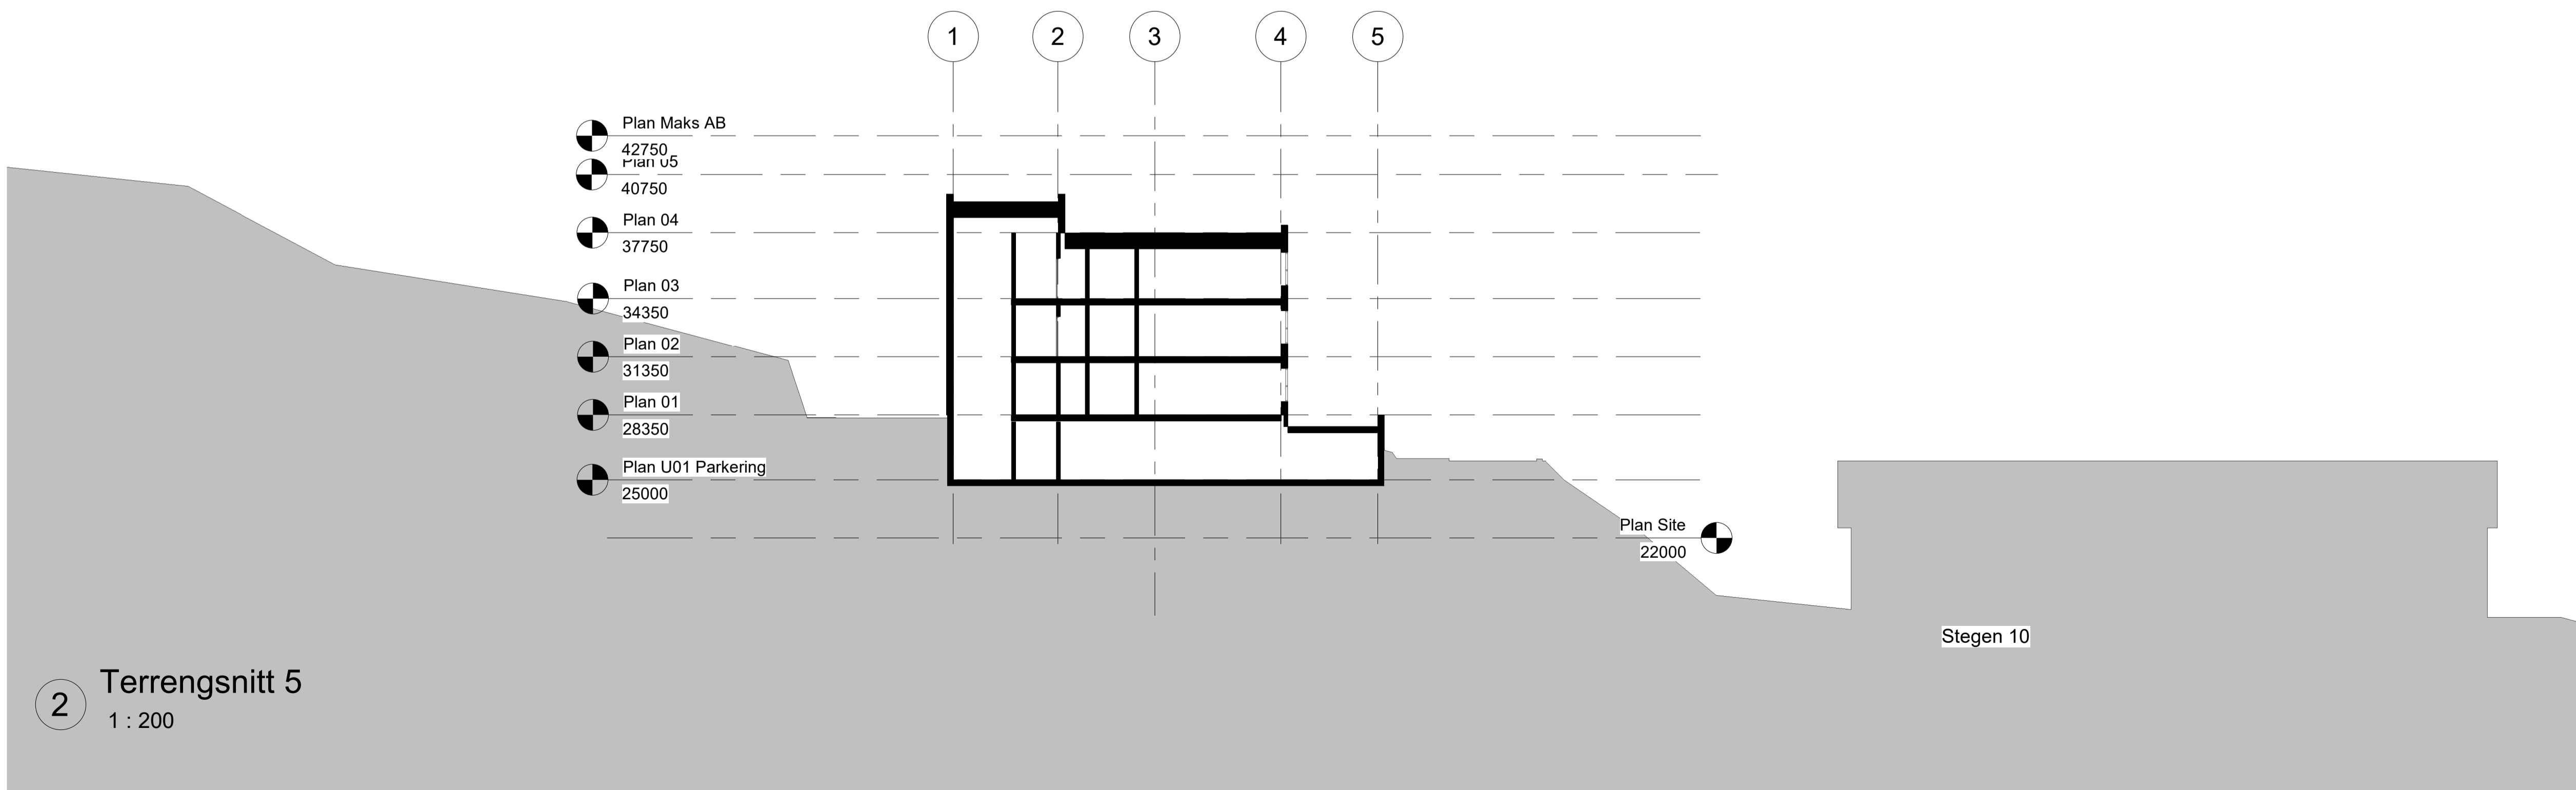 1 2 3 4 5
Plan Maks AB
42750
Plan 05
40750
Plan 04
37750
Plan 03
34350
Plan 02
31350
Plan 01
28350
Plan U01 Parkering
25000
Plan Site
22000
Stegen 10
2 Terrengsnitt 5
1 : 200